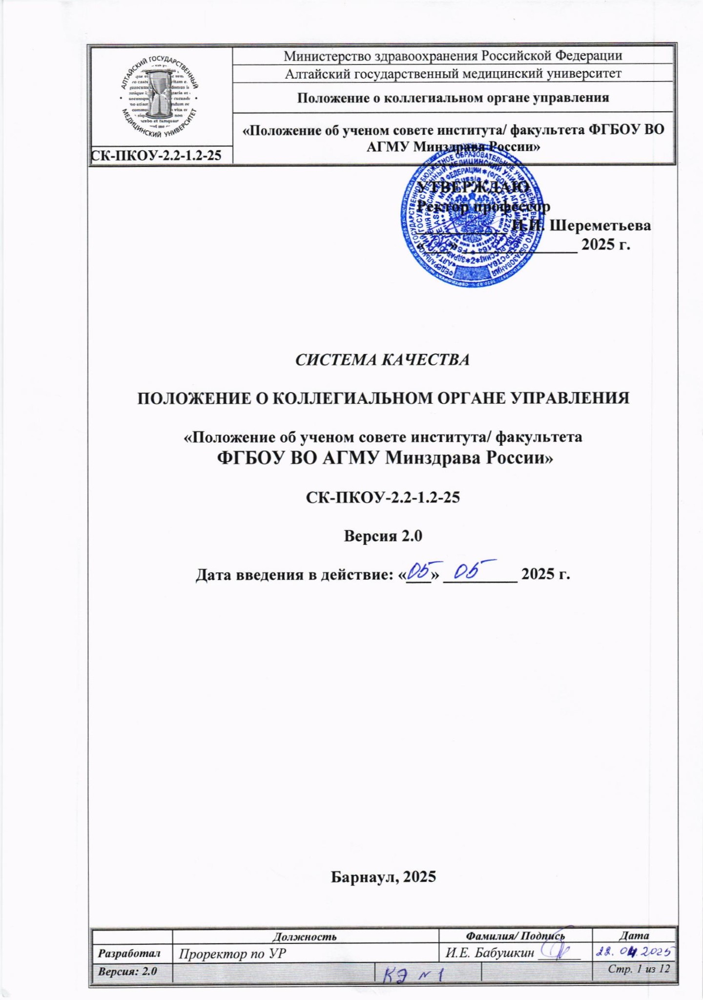 АЛТАЙСКИЙ ГОСУДАРСТВЕННЫЙ
МЕДИЦИНСКИЙ УНИВЕРСИТЕТ
СК-ПКОУ-2.2-1.2-25
Министерство здравоохранения Российской Федерации
Алтайский государственный медицинский университет
Положение о коллегиальном органе управления
«Положение об ученом совете института/ факультета ФГБОУ ВО
АГМУ Минздрава России»
УТВЕРЖДАЮ
Ректор профессор
И.И. Шереметьева
2025 г.
СИСТЕМА КАЧЕСТВА
ПОЛОЖЕНИЕ О КОЛЛЕГИАЛЬНОМ ОРГАНЕ УПРАВЛЕНИЯ
«Положение об ученом совете института/ факультета
ФГБОУ ВО АГМУ Минздрава России»
СК-ПКОУ-2.2-1.2-25
Версия 2.0
Дата введения в действие: «05» 05 2025 г.
Барнаул, 2025
Должность Фамилия/ Подпись Дата
Разработал Проректор по УР И.Е. Бабушкин 22.04.2025
Версия: 2.0 КЭ №1 Стр. 1 из 12